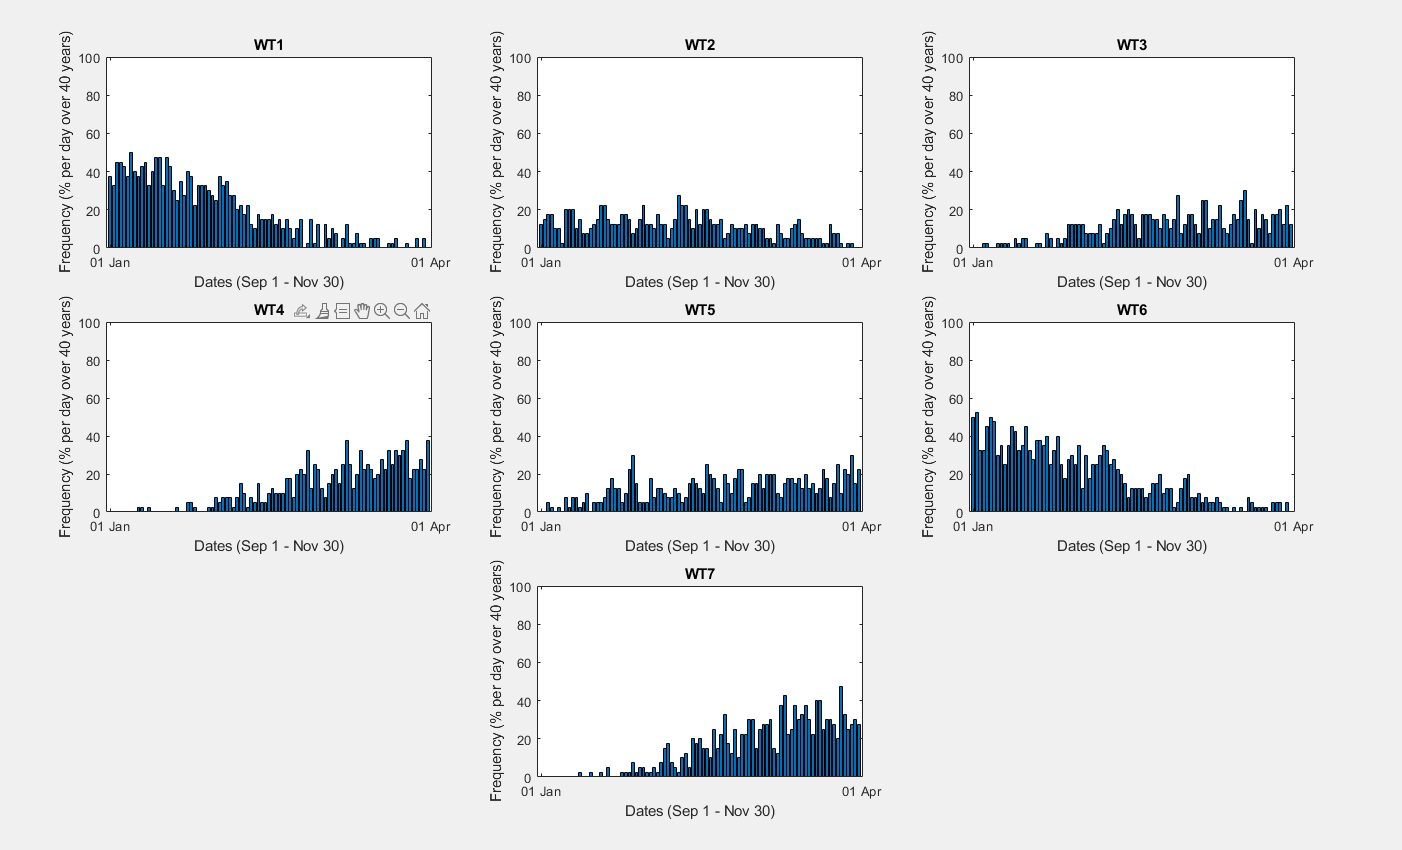 WT1
Frequency (% per day over 40 years)
100
80
60
40
20
0
01 Jan
01 Apr
Dates (Sep 1 - Nov 30)
WT2
Frequency (% per day over 40 years)
100
80
60
40
20
0
01 Jan
01 Apr
Dates (Sep 1 - Nov 30)
WT3
Frequency (% per day over 40 years)
100
80
60
40
20
0
01 Jan
01 Apr
Dates (Sep 1 - Nov 30)
WT4
Frequency (% per day over 40 years)
100
80
60
40
20
0
01 Jan
01 Apr
Dates (Sep 1 - Nov 30)
WT5
Frequency (% per day over 40 years)
100
80
60
40
20
0
01 Jan
01 Apr
Dates (Sep 1 - Nov 30)
WT6
Frequency (% per day over 40 years)
100
80
60
40
20
0
01 Jan
01 Apr
Dates (Sep 1 - Nov 30)
WT7
Frequency (% per day over 40 years)
100
80
60
40
20
0
01 Jan
01 Apr
Dates (Sep 1 - Nov 30)